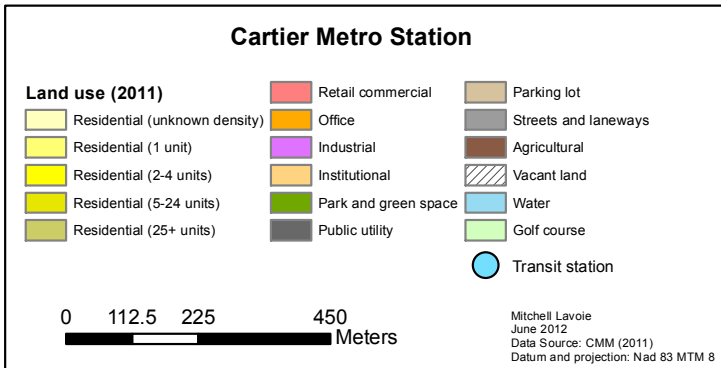 Cartier Metro Station
Land use (2011)
Residential (unknown density)
Residential (1 unit)
Residential (2-4 units)
Residential (5-24 units)
Residential (25+ units)
Retail commercial
Office
Industrial
Institutional
Park and green space
Public utility
Parking lot
Streets and laneways
Agricultural
Vacant land
Water
Golf course
Transit station
0 112.5 225 450
Meters
Mitchell Lavoie
June 2012
Data Source: CMM (2011)
Datum and projection: Nad 83 MTM 8